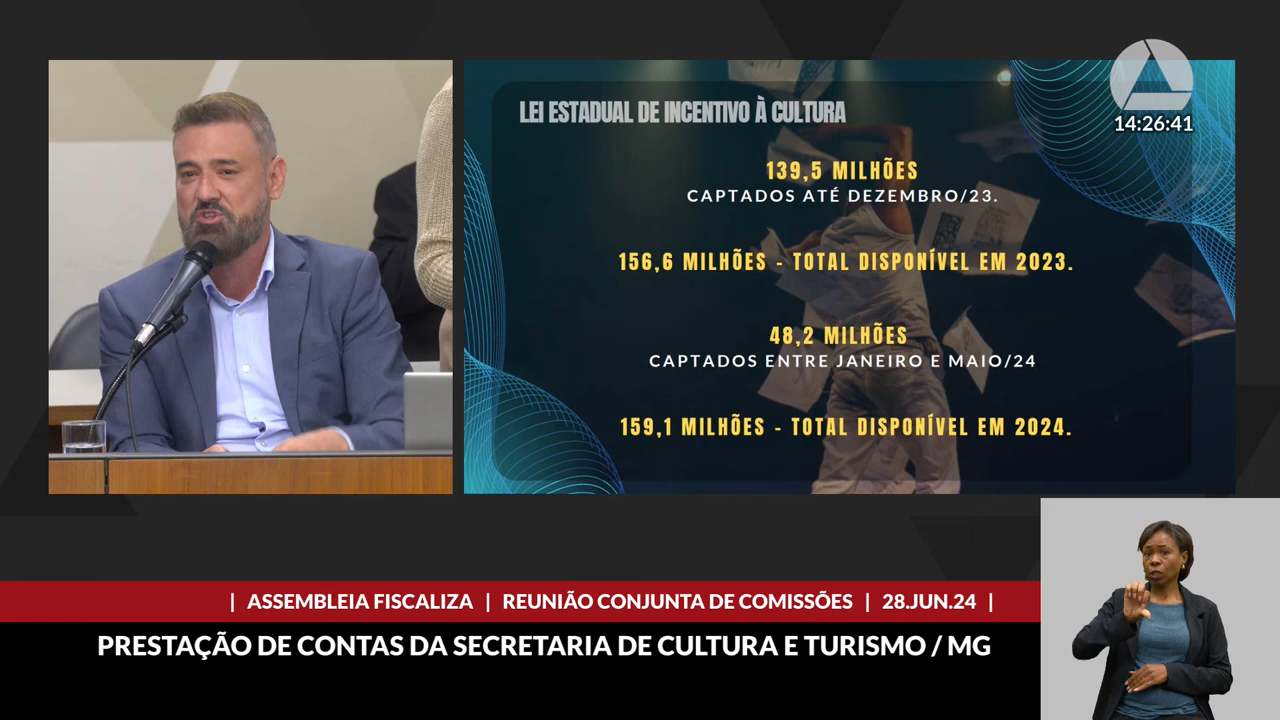 LEI ESTADUAL DE INCENTIVO À CULTURA
14:26:41
139,5 MILHÕES
CAPTADOS ATÉ DEZEMBRO/23.
156,6 MILHÕES - TOTAL DISPONÍVEL EM 2023.
48,2 MILHÕES
CAPTADOS ENTRE JANEIRO E MAIO/24
159,1 MILHÕES - TOTAL DISPONÍVEL EM 2024.
| ASSEMBLEIA FISCALIZA | REUNIÃO CONJUNTA DE COMISSÕES | 28.JUN.24 |
PRESTAÇÃO DE CONTAS DA SECRETARIA DE CULTURA E TURISMO / MG